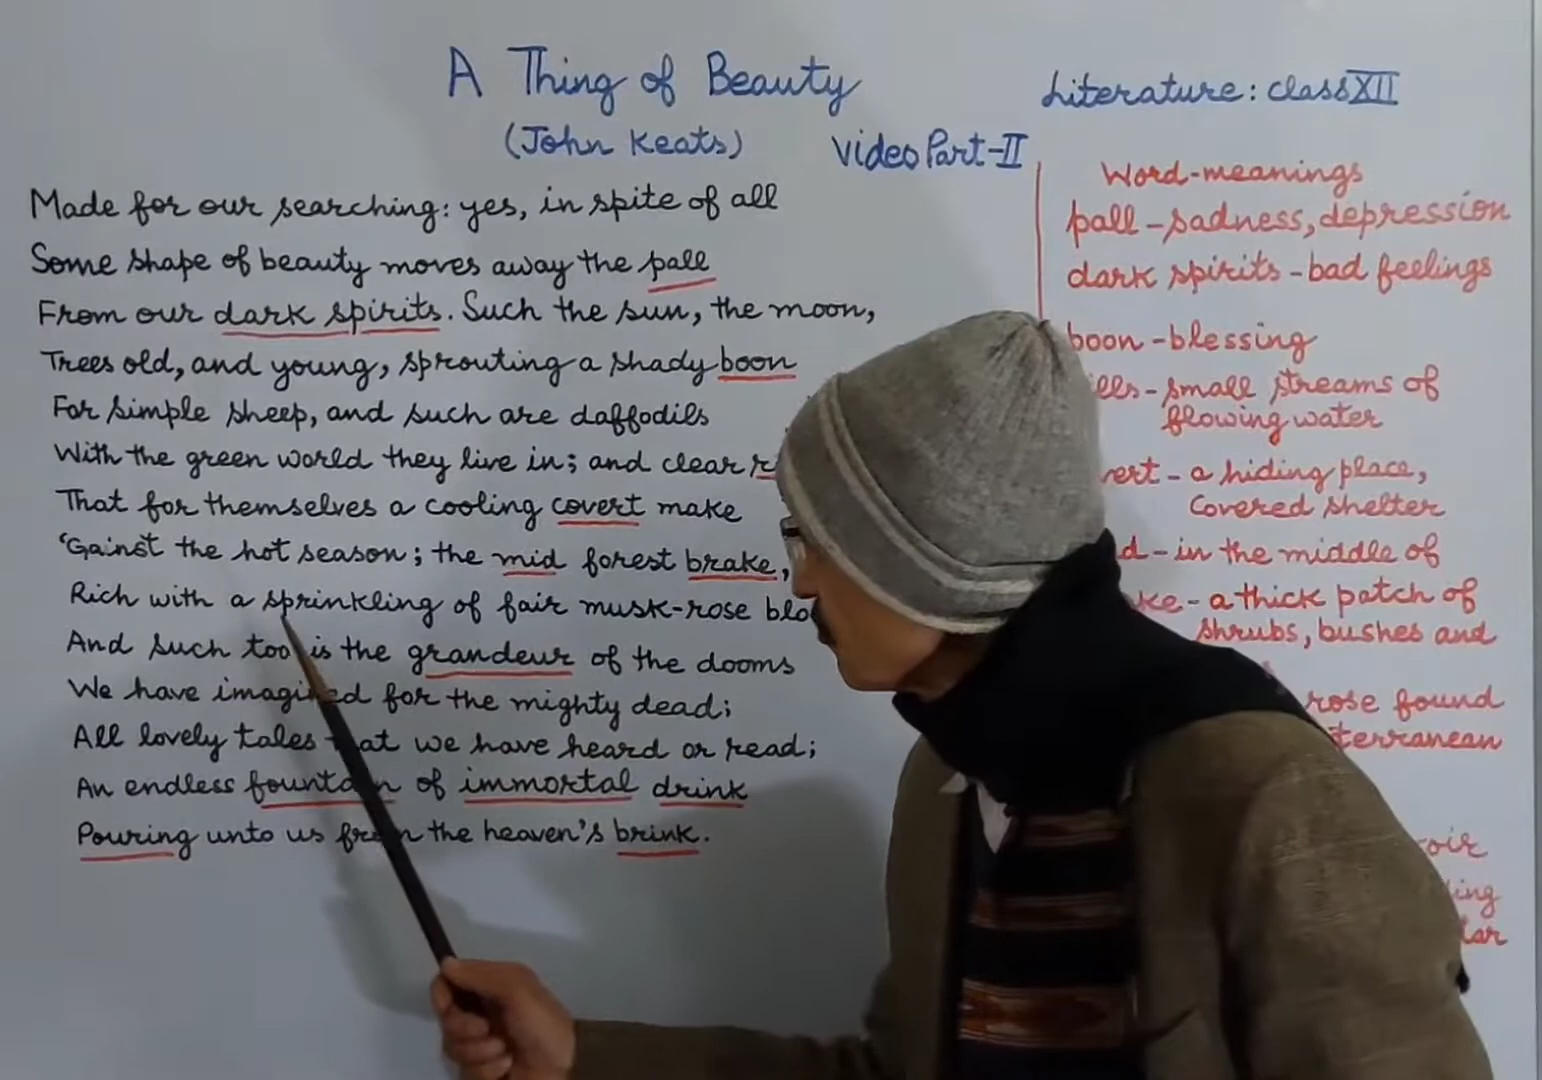 A Thing of Beauty
(John Keats)
Literature: class XII
Video Part-II
Made for our searching: yes, in spite of all
Some shape of beauty moves away the pall
From our dark spirits. Such the sun, the moon,
Trees old, and young, sprouting a shady boon
For simple sheep, and such are daffodils
With the green world they live in; and clear
That for themselves a cooling covert make
'Gainst the hot season; the mid forest brake,
Rich with a sprinkling of fair musk-rose
And such too is the grandeur of the dooms
We have imagined for the mighty dead;
All lovely tales that we have heard or read;
An endless fountain of immortal drink
Pouring unto us from the heaven's brink.
Word-meanings
pall - sadness, depression
dark spirits - bad feelings
boon - blessing
- small streams of
flowing water
- a hiding place,
Covered shelter
- in the middle of
- a thick patch of
shrubs, bushes and
rose found